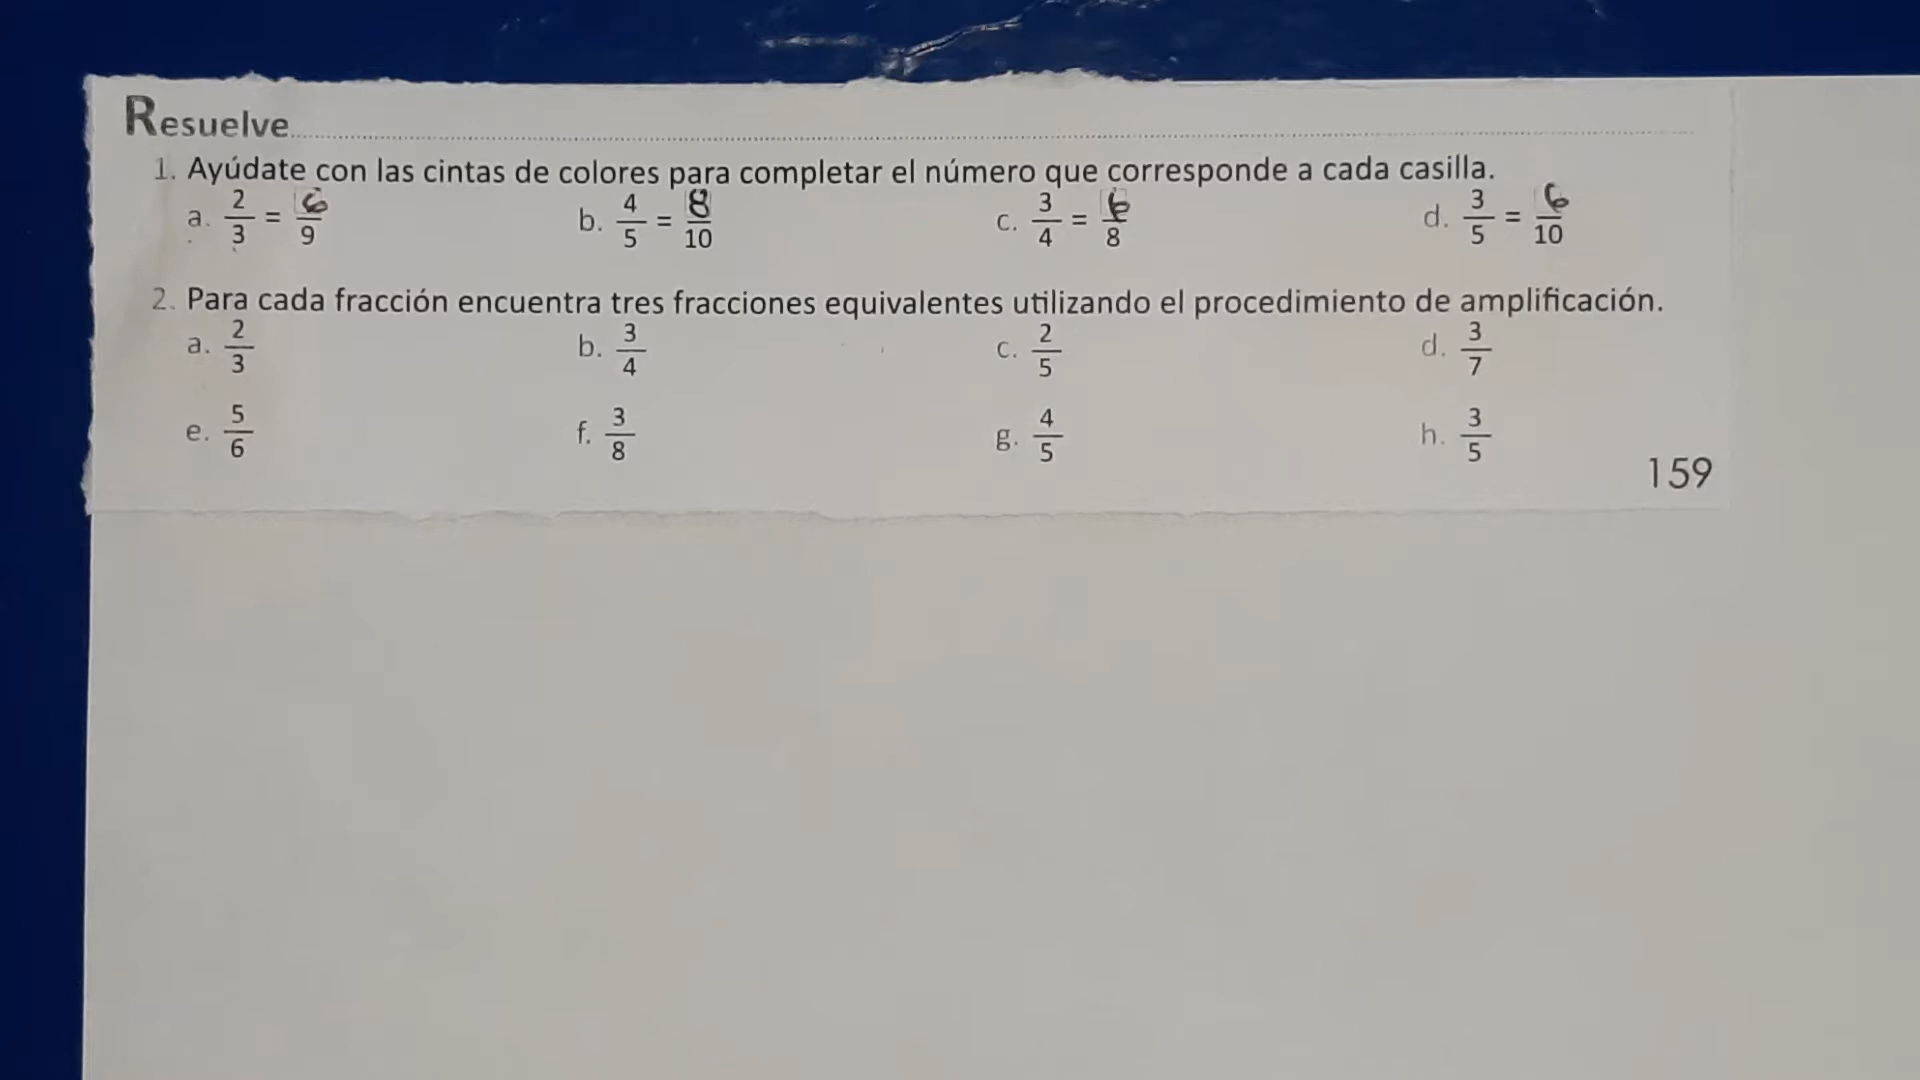 Resuelve
1. Ayúdate con las cintas de colores para completar el número que corresponde a cada casilla.
a. 2/3 = 6/9 b. 4/5 = 8/10 c. 3/4 = 6/8 d. 3/5 = 6/10
2. Para cada fracción encuentra tres fracciones equivalentes utilizando el procedimiento de amplificación.
a. 2/3 b. 3/4 c. 2/5 d. 3/7
e. 5/6 f. 3/8 g. 4/5 h. 3/5
159